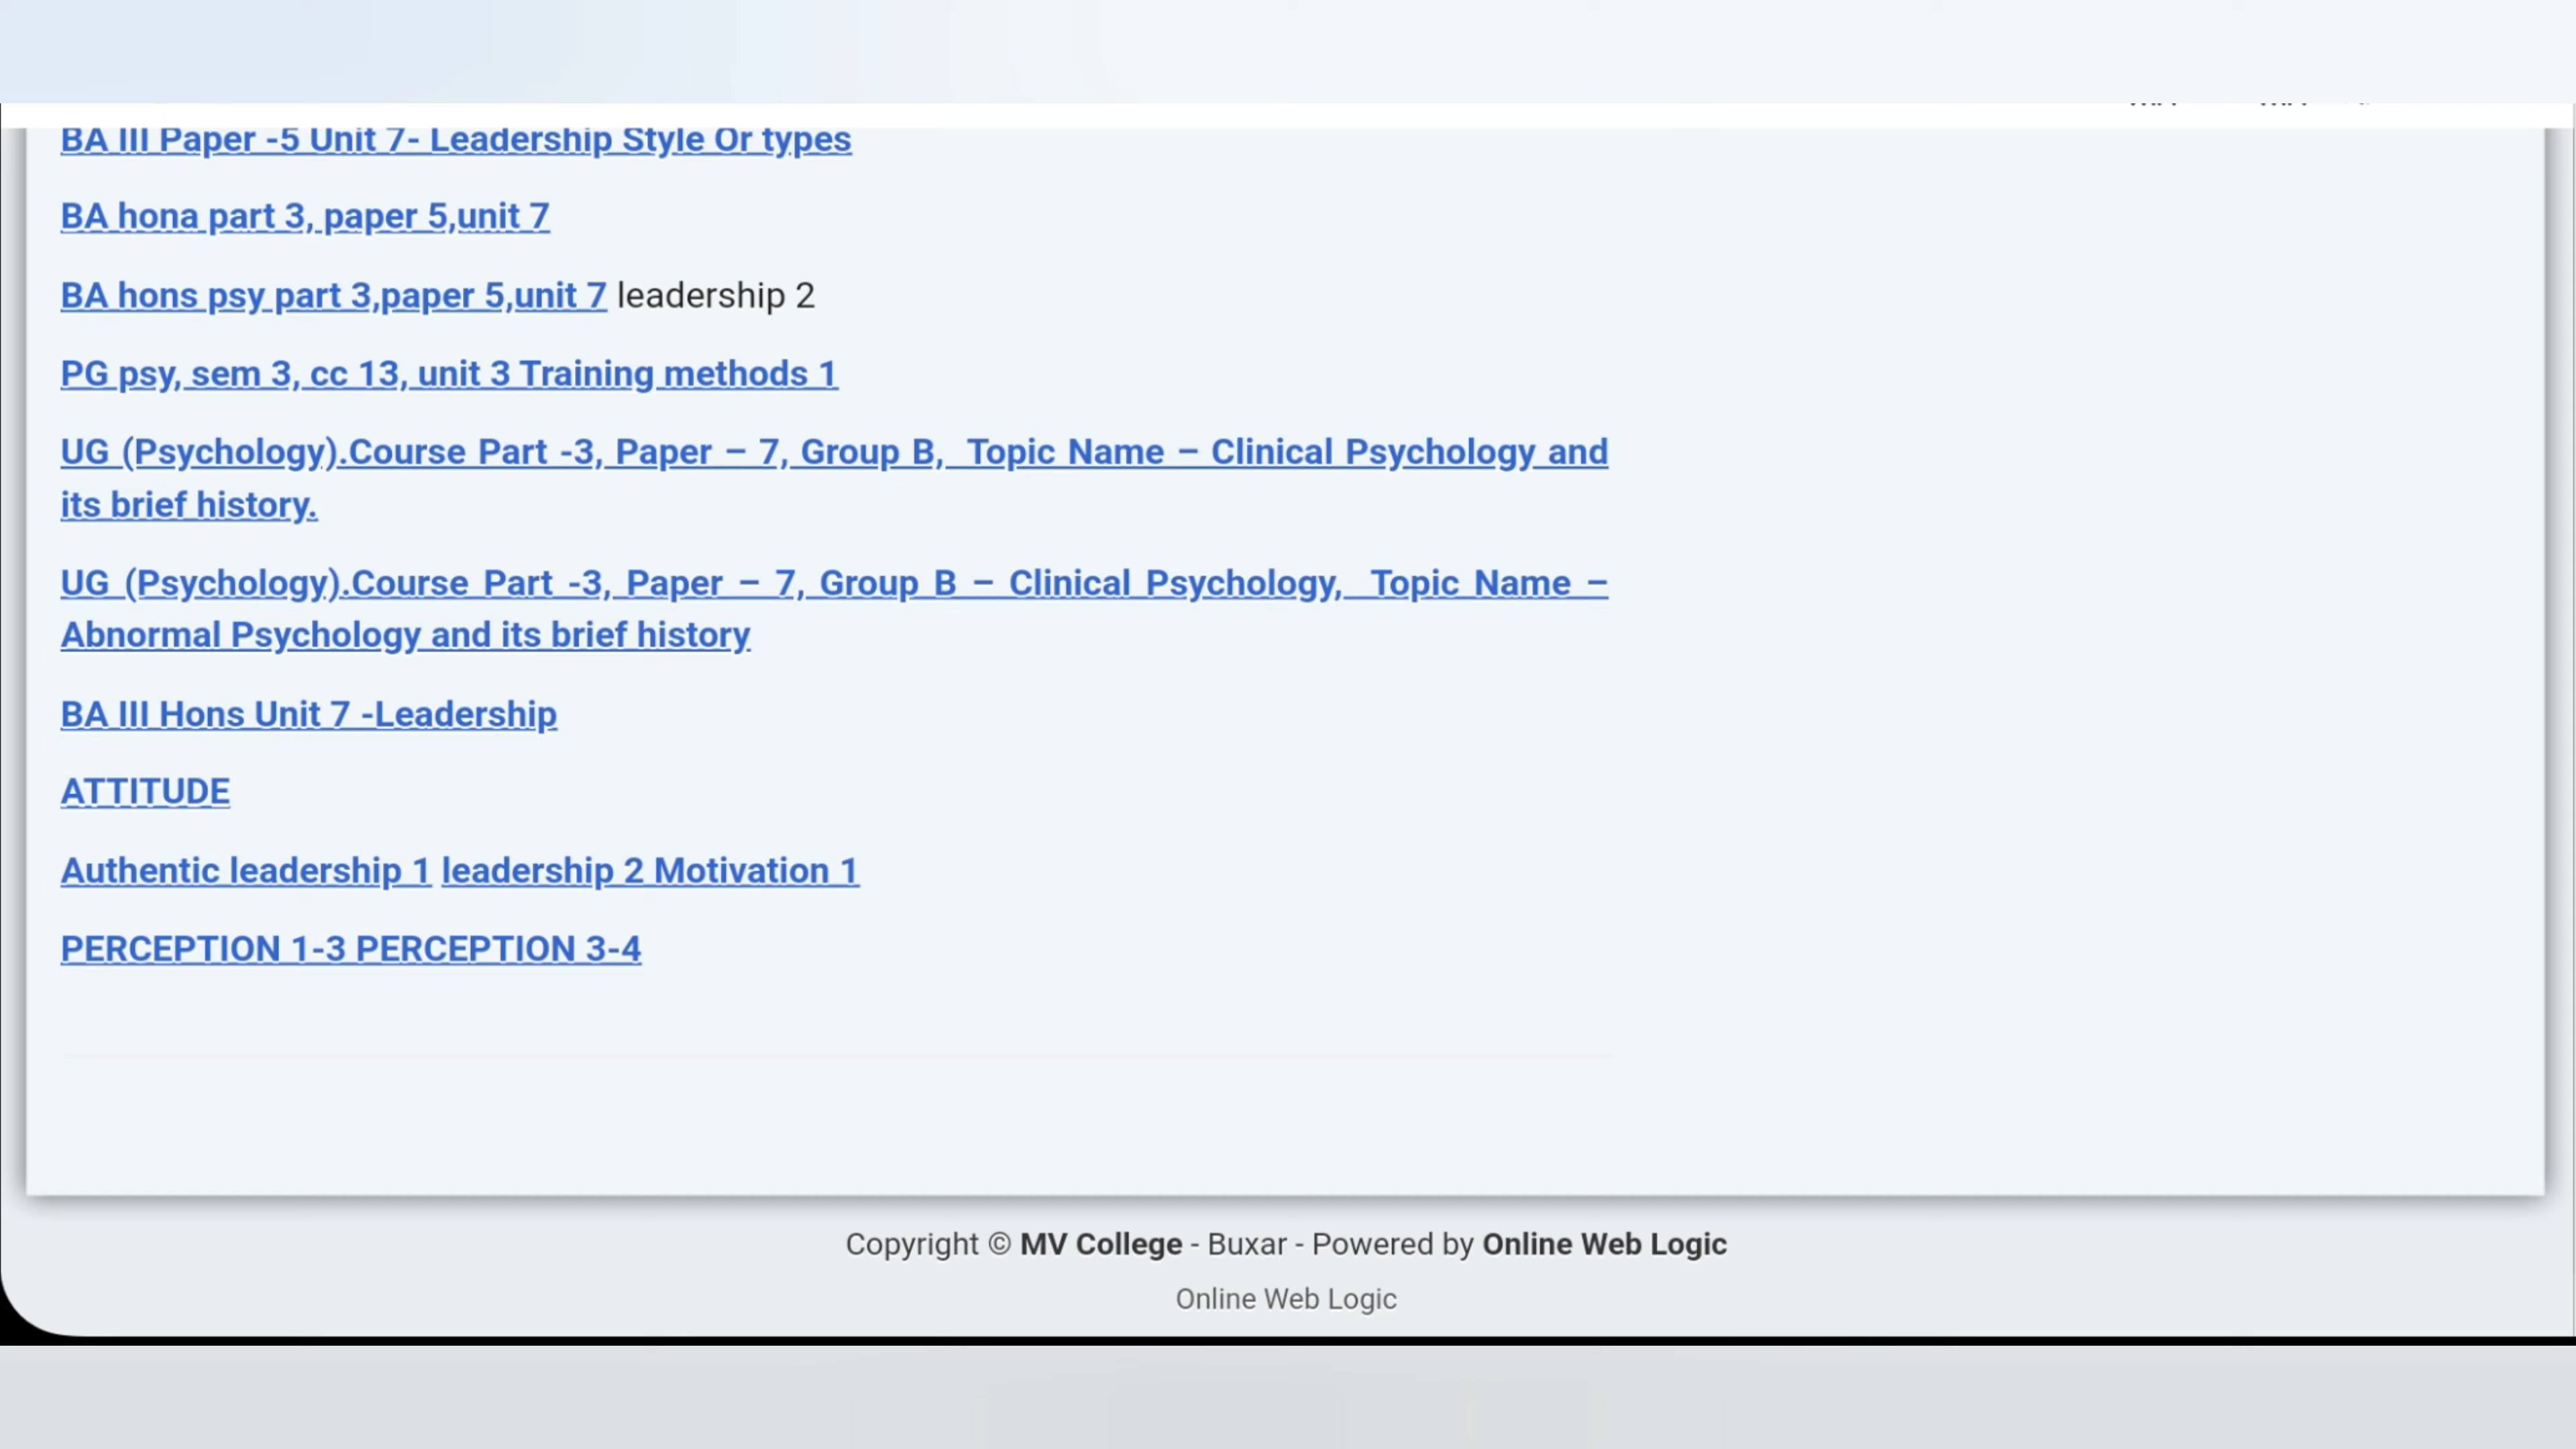 BA III Paper -5 Unit 7- Leadership Style Or types
BA hona part 3, paper 5,unit 7
BA hons psy part 3,paper 5,unit 7 leadership 2
PG psy, sem 3, cc 13, unit 3 Training methods 1
UG (Psychology).Course Part -3, Paper – 7, Group B, Topic Name – Clinical Psychology and
its brief history.
UG (Psychology).Course Part -3, Paper – 7, Group B – Clinical Psychology, Topic Name –
Abnormal Psychology and its brief history
BA III Hons Unit 7 -Leadership
ATTITUDE
Authentic leadership 1 leadership 2 Motivation 1
PERCEPTION 1-3 PERCEPTION 3-4
Copyright © MV College - Buxar - Powered by Online Web Logic
Online Web Logic